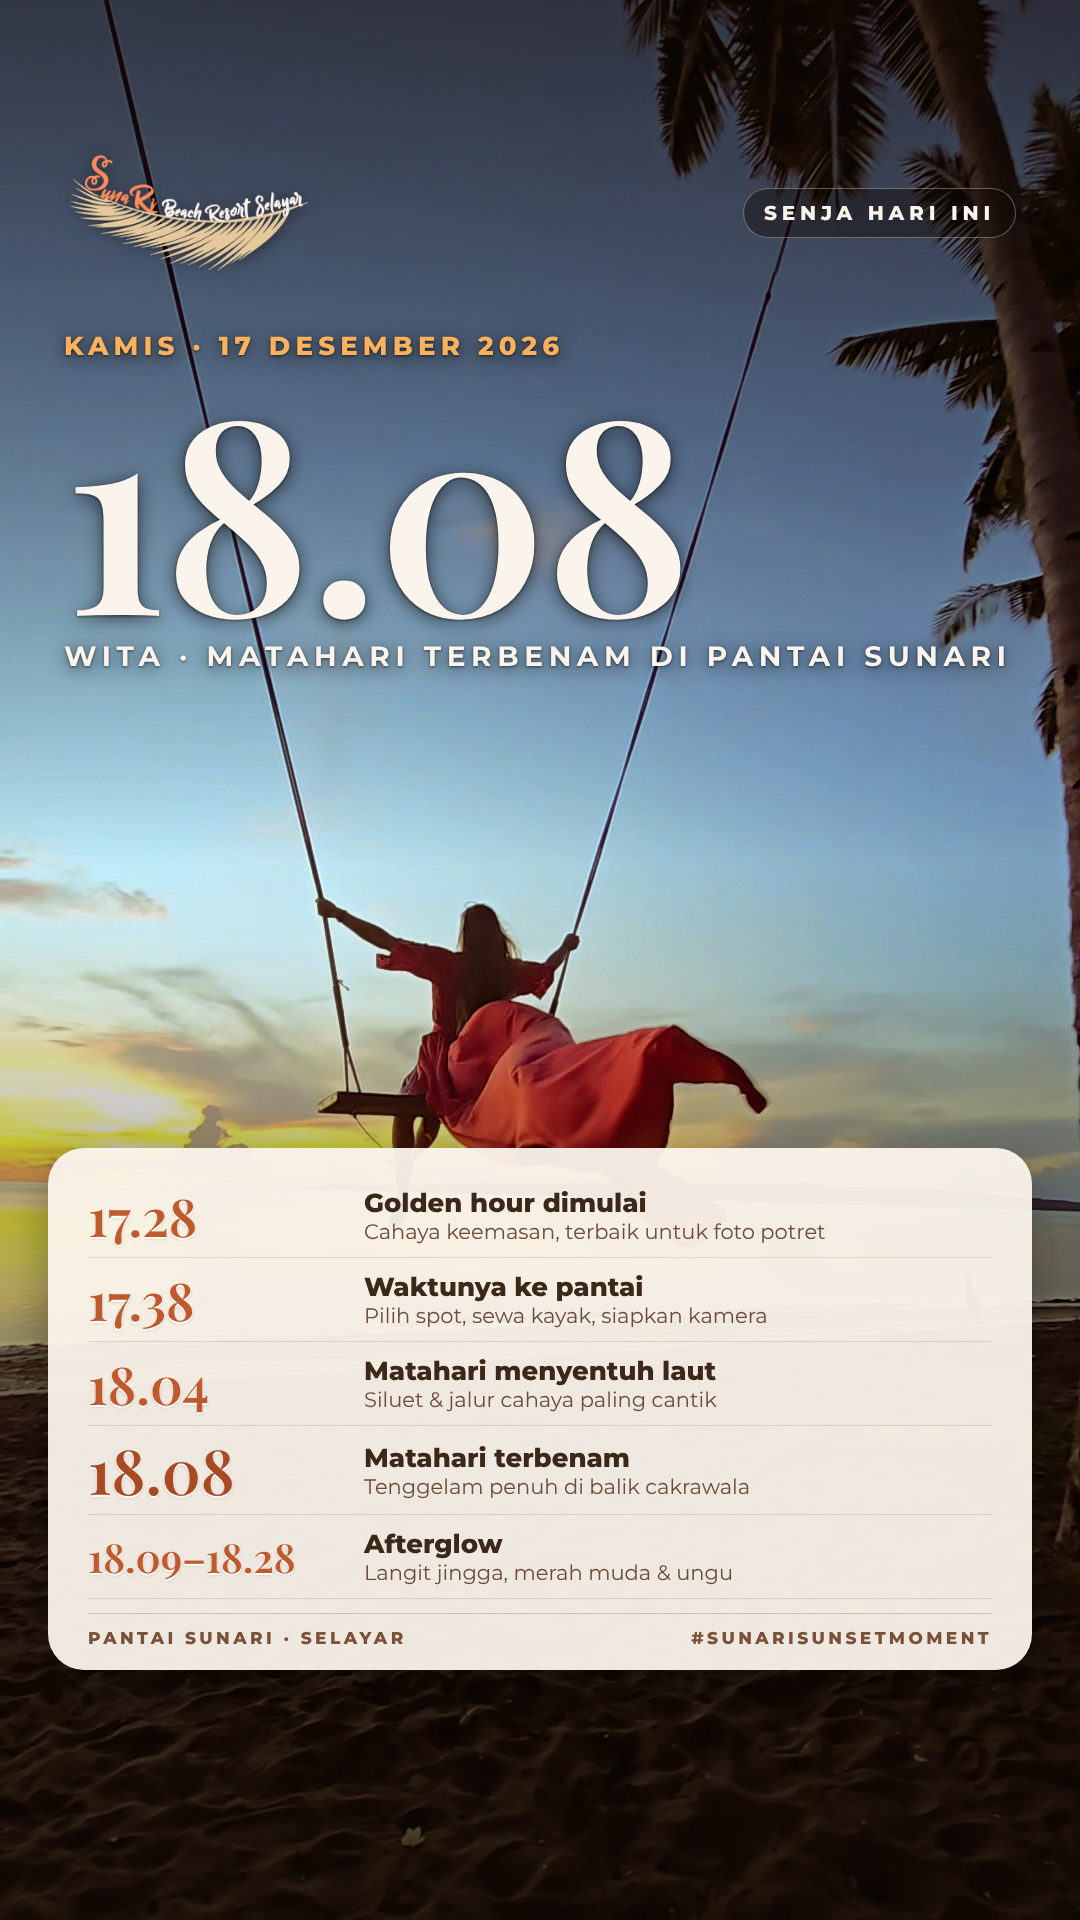 SunaRi Beach Resort Selayar
SENJA HARI INI
KAMIS · 17 DESEMBER 2026
18.08
WITA · MATAHARI TERBENAM DI PANTAI SUNARI
17.28
Golden hour dimulai
Cahaya keemasan, terbaik untuk foto potret
17.38
Waktunya ke pantai
Pilih spot, sewa kayak, siapkan kamera
18.04
Matahari menyentuh laut
Siluet & jalur cahaya paling cantik
18.08
Matahari terbenam
Tenggelam penuh di balik cakrawala
18.09–18.28
Afterglow
Langit jingga, merah muda & ungu
PANTAI SUNARI · SELAYAR
#SUNARISUNSETMOMENT